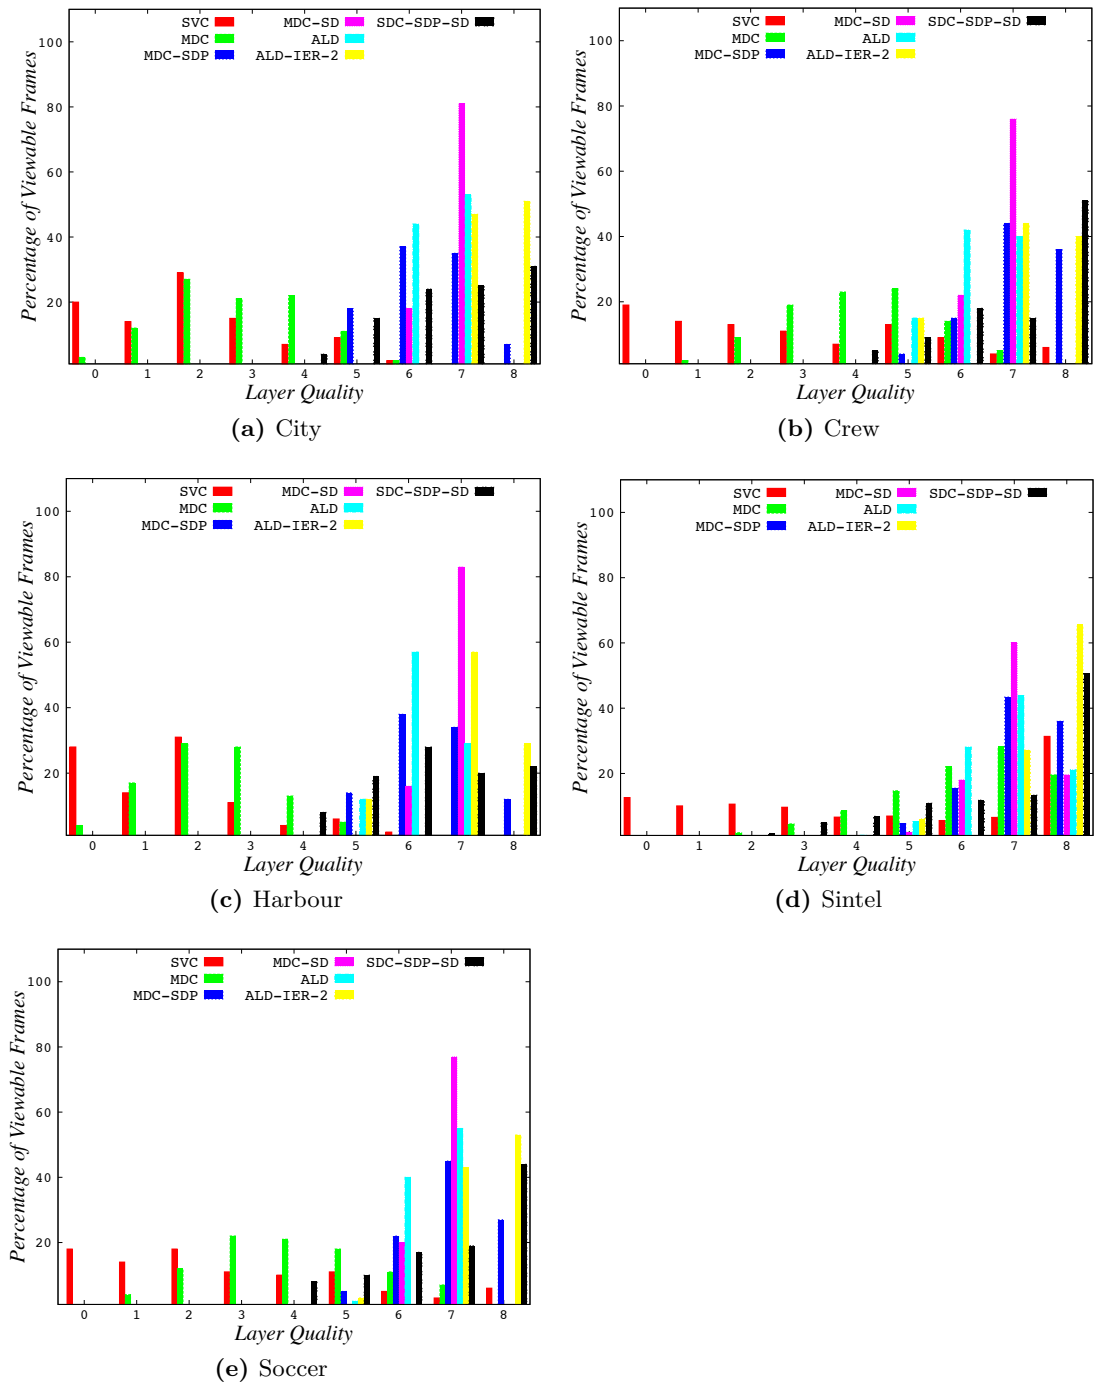 SVC MDC-SD SDC-SDP-SD
MDC ALD
MDC-SDP ALD-IER-2
100
80
60
40
20
Percentage of Viewable Frames
0 1 2 3 4 5 6 7 8
Layer Quality
(a) City
SVC MDC-SD SDC-SDP-SD
MDC ALD
MDC-SDP ALD-IER-2
100
80
60
40
20
Percentage of Viewable Frames
0 1 2 3 4 5 6 7 8
Layer Quality
(b) Crew
SVC MDC-SD SDC-SDP-SD
MDC ALD
MDC-SDP ALD-IER-2
100
80
60
40
20
Percentage of Viewable Frames
0 1 2 3 4 5 6 7 8
Layer Quality
(c) Harbour
SVC MDC-SD SDC-SDP-SD
MDC ALD
MDC-SDP ALD-IER-2
100
80
60
40
20
Percentage of Viewable Frames
0 1 2 3 4 5 6 7 8
Layer Quality
(d) Sintel
SVC MDC-SD SDC-SDP-SD
MDC ALD
MDC-SDP ALD-IER-2
100
80
60
40
20
Percentage of Viewable Frames
0 1 2 3 4 5 6 7 8
Layer Quality
(e) Soccer